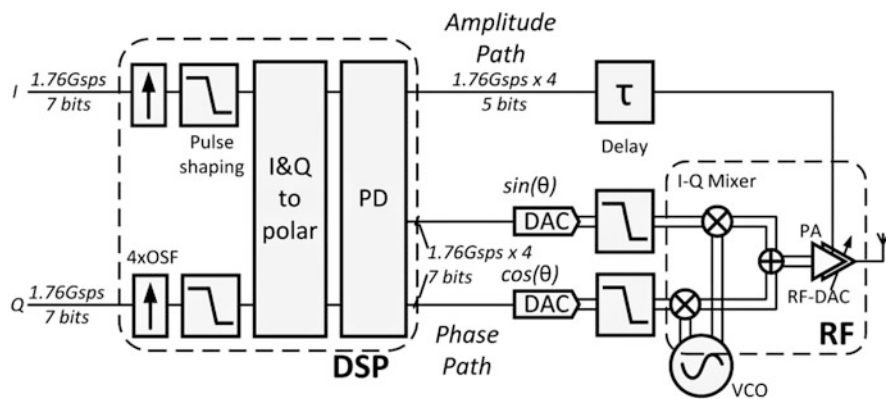 Amplitude
Path
I
1.76Gsps
7 bits
1.76Gsps x 4
5 bits
τ
Pulse
shaping
Delay
I&Q
to
polar
PD
I-Q Mixer
sin(θ)
DAC
PA
4xOSF
1.76Gsps x 4
7 bits
cos(θ)
DAC
RF-DAC
Q
1.76Gsps
7 bits
RF
Phase
Path
DSP
VCO